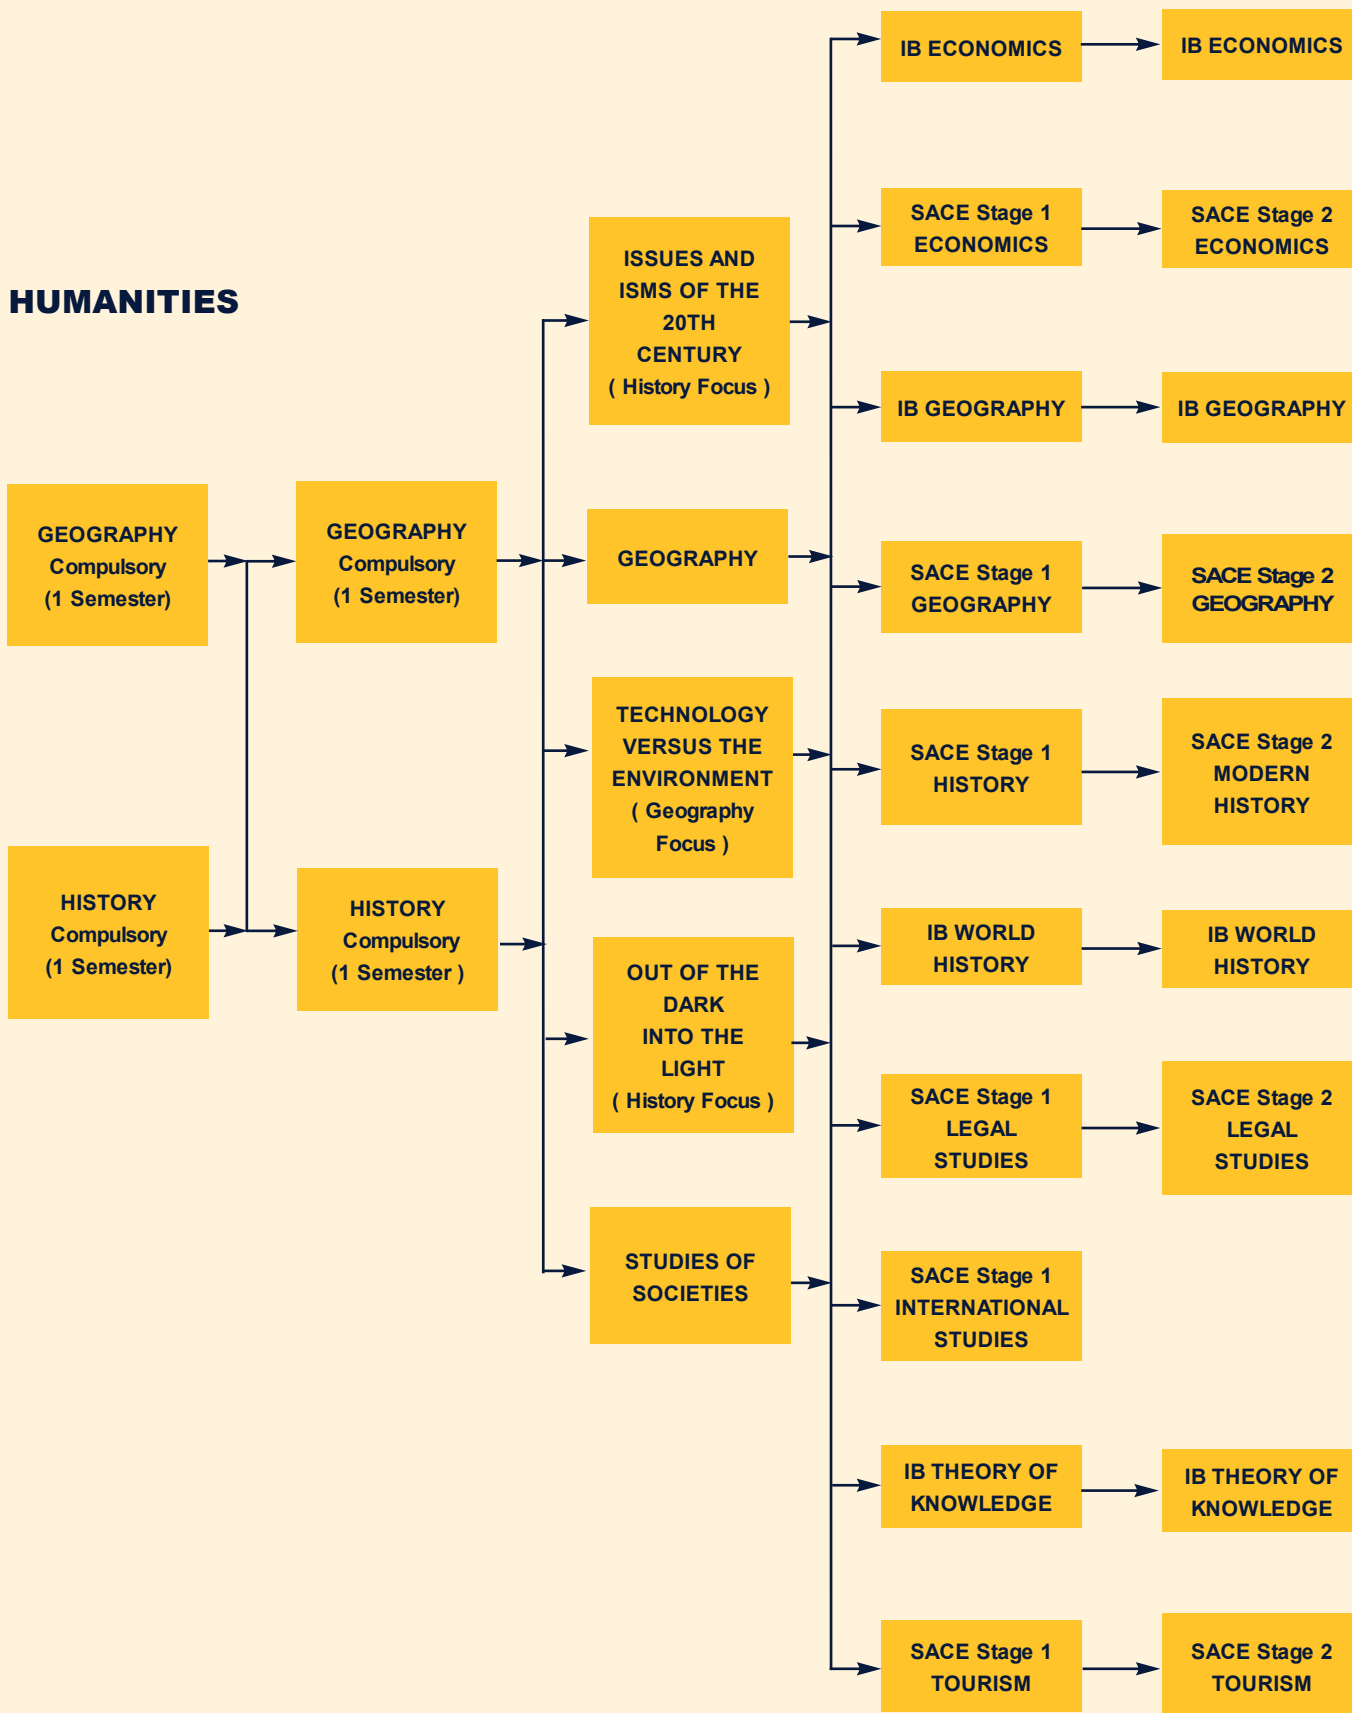 HUMANITIES
GEOGRAPHY
Compulsory
(1 Semester)
HISTORY
Compulsory
(1 Semester)
GEOGRAPHY
Compulsory
(1 Semester)
HISTORY
Compulsory
(1 Semester )
ISSUES AND
ISMS OF THE
20TH
CENTURY
( History Focus )
GEOGRAPHY
TECHNOLOGY
VERSUS THE
ENVIRONMENT
( Geography
Focus )
OUT OF THE
DARK
INTO THE
LIGHT
( History Focus )
STUDIES OF
SOCIETIES
IB ECONOMICS
SACE Stage 1
ECONOMICS
IB GEOGRAPHY
SACE Stage 1
GEOGRAPHY
SACE Stage 1
HISTORY
IB WORLD
HISTORY
SACE Stage 1
LEGAL
STUDIES
SACE Stage 1
INTERNATIONAL
STUDIES
IB THEORY OF
KNOWLEDGE
SACE Stage 1
TOURISM
IB ECONOMICS
SACE Stage 2
ECONOMICS
IB GEOGRAPHY
SACE Stage 2
GEOGRAPHY
SACE Stage 2
MODERN
HISTORY
IB WORLD
HISTORY
SACE Stage 2
LEGAL
STUDIES
IB THEORY OF
KNOWLEDGE
SACE Stage 2
TOURISM